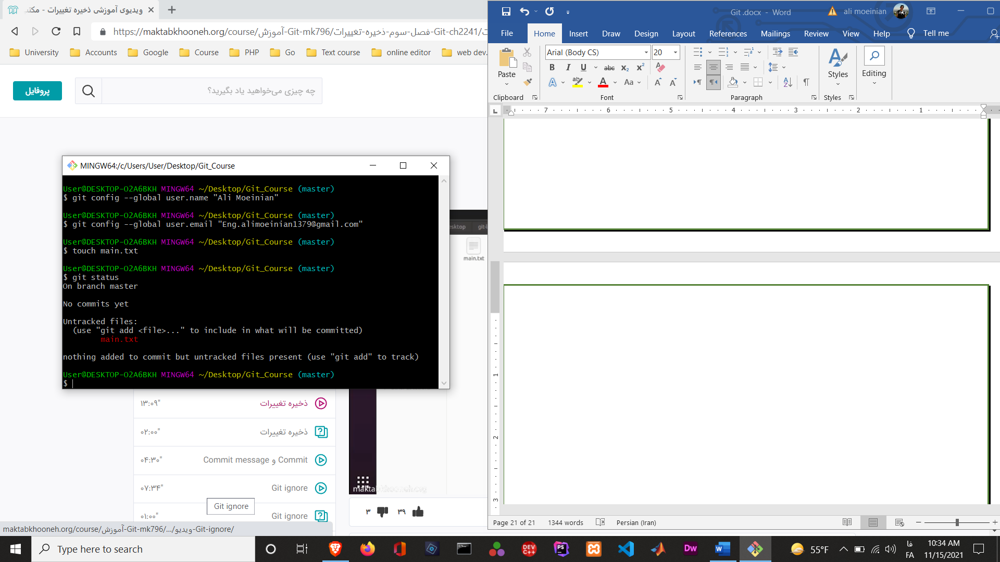 ویدیوی آموزشی ذخیره تغییرات - مکتب
https://maktabkhooneh.org/course/آموزش-Git-mk796/فصل-سوم-ذخیره-تغییرات-Git-ch2241/
University Accounts Google Course PHP Go Text course online editor web dev.
پروفایل
چه چیزی می‌خواهید یاد بگیرید؟
MINGW64:/c/Users/User/Desktop/Git_Course
User@DESKTOP-O2A6BKH MINGW64 ~/Desktop/Git_Course (master)
$ git config --global user.name "Ali Moeinian"
User@DESKTOP-O2A6BKH MINGW64 ~/Desktop/Git_Course (master)
$ git config --global user.email "Eng.alimoeinian1379@gmail.com"
User@DESKTOP-O2A6BKH MINGW64 ~/Desktop/Git_Course (master)
$ touch main.txt
User@DESKTOP-O2A6BKH MINGW64 ~/Desktop/Git_Course (master)
$ git status
On branch master
No commits yet
Untracked files:
(use "git add <file>..." to include in what will be committed)
main.txt
nothing added to commit but untracked files present (use "git add" to track)
User@DESKTOP-O2A6BKH MINGW64 ~/Desktop/Git_Course (master)
$
main.txt
ذخیره تغییرات ۱۳:۰۹"
ذخیره تغییرات ۰۲:۰۰"
Commit و Commit message ۰۴:۳۰"
Git ignore ۰۷:۳۴"
Git ignore
Git ignore ۰۱:۰۰"
maktabkhooneh.org
۳ ۳۹
maktabkhooneh.org/course/آموزش-Git-mk796/.../ویدیو-Git-ignore/
Git .docx - Word
ali moeinian
File Home Insert Draw Design Layout References Mailings Review View Help Tell me
Paste
Arial (Body CS) 20
B I U abc x₂ x²
A A Aa A A
Styles
Editing
Clipboard Font Paragraph Styles
7 6 5 4 3 2 1
1
2
3
Page 21 of 21 1344 words Persian (Iran)
Type here to search
DEV C++
PS
Dw
55°F
فا
FA
10:34 AM
11/15/2021